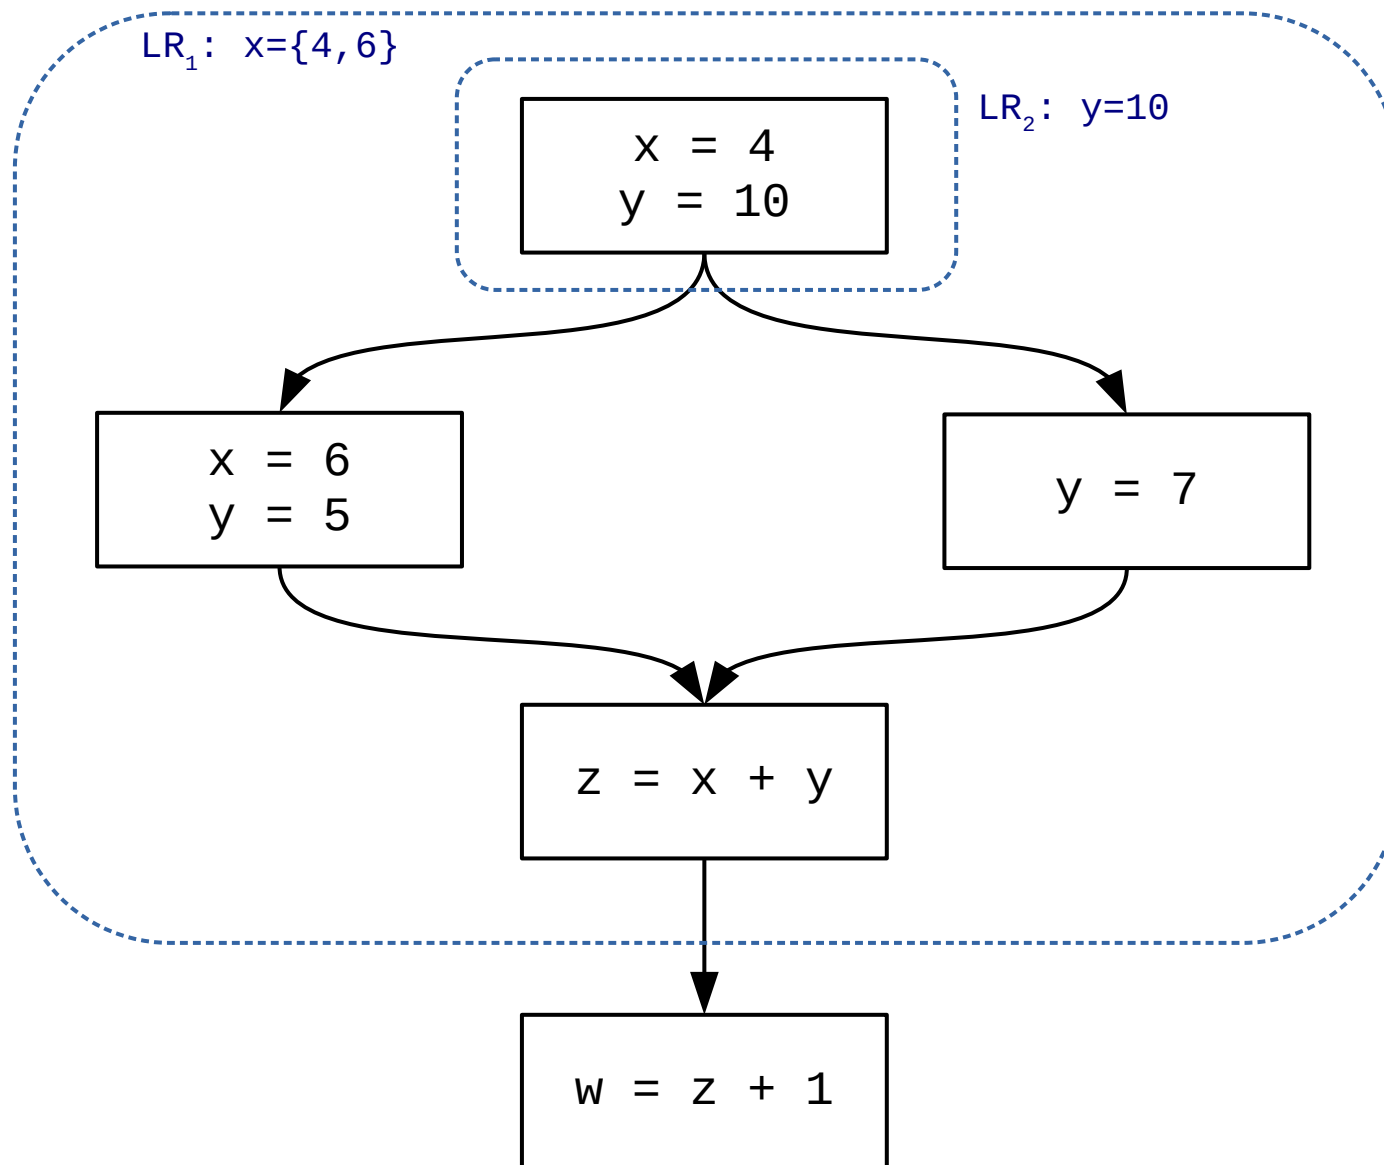 LR₁: x={4,6}
LR₂: y=10
x = 4
y = 10
x = 6
y = 5
y = 7
z = x + y
w = z + 1